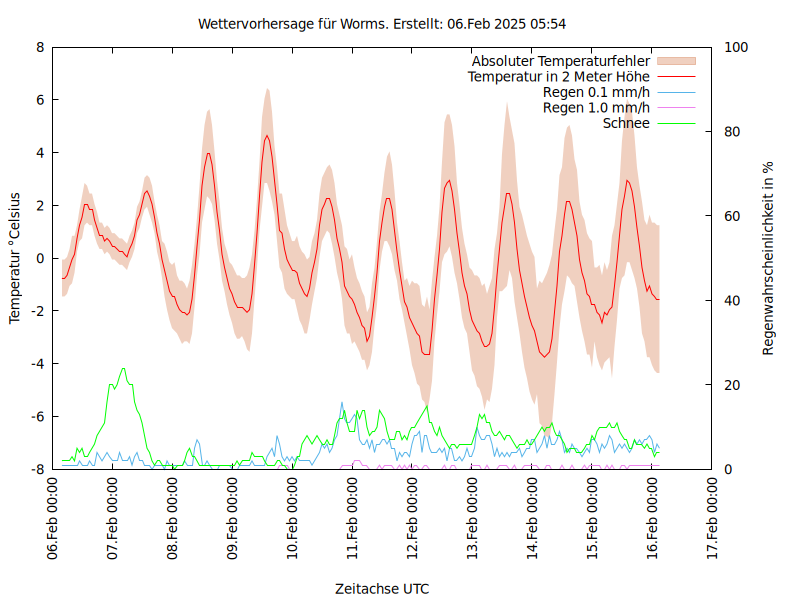 Wettervorhersage für Worms. Erstellt: 06.Feb 2025 05:54
Absoluter Temperaturfehler
Temperatur in 2 Meter Höhe
Regen 0.1 mm/h
Regen 1.0 mm/h
Schnee
Temperatur °Celsius
8
6
4
2
0
-2
-4
-6
-8
Regenwahrscheinlichkeit in %
100
80
60
40
20
0
06.Feb 00:00
07.Feb 00:00
08.Feb 00:00
09.Feb 00:00
10.Feb 00:00
11.Feb 00:00
12.Feb 00:00
13.Feb 00:00
14.Feb 00:00
15.Feb 00:00
16.Feb 00:00
17.Feb 00:00
Zeitachse UTC